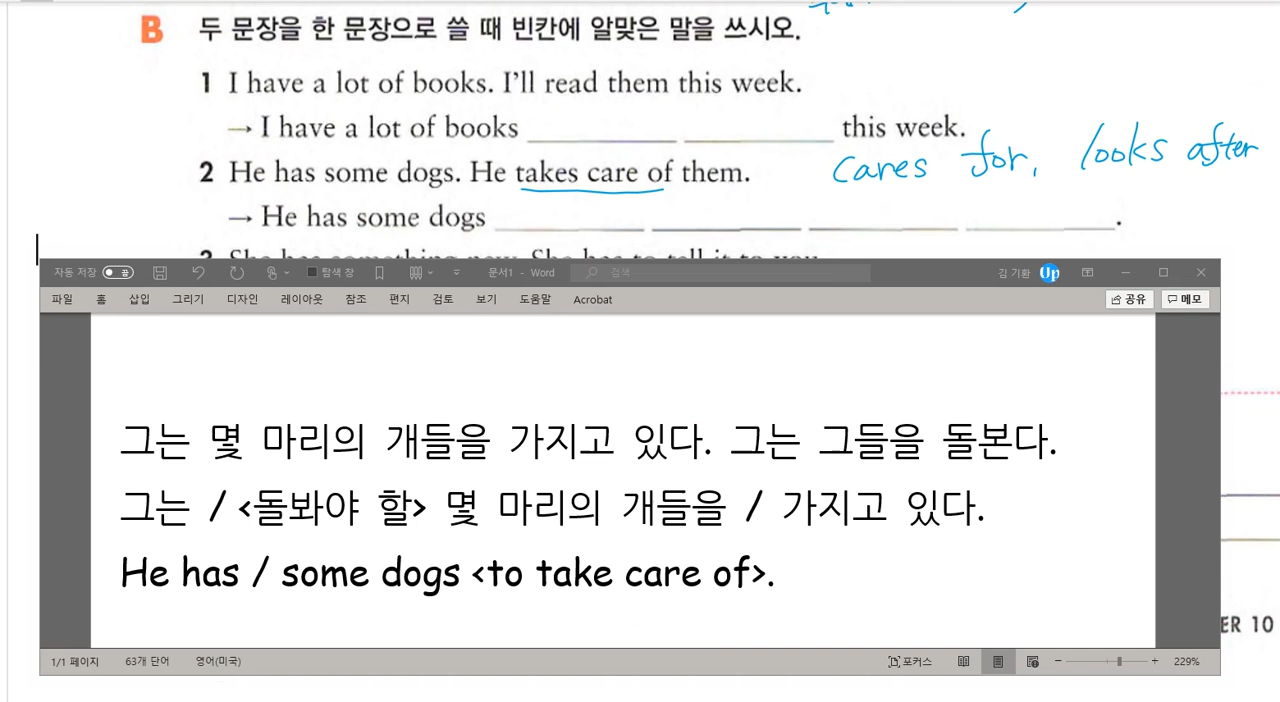 B 두 문장을 한 문장으로 쓸 때 빈칸에 알맞은 말을 쓰시오.
1 I have a lot of books. I'll read them this week.
→ I have a lot of books ______ ______ this week.
cares for, looks after
2 He has some dogs. He takes care of them.
→ He has some dogs ______ ______ ______ ______.
자동 저장 끔 탐색 창 문서1 - Word 검색 김 기환 Up
파일 홈 삽입 그리기 디자인 레이아웃 참조 편지 검토 보기 도움말 Acrobat 공유 메모
그는 몇 마리의 개들을 가지고 있다. 그는 그들을 돌본다.
그는 / <돌봐야 할> 몇 마리의 개들을 / 가지고 있다.
He has / some dogs <to take care of>.
ER 10
1/1 페이지 63개 단어 영어(미국) 포커스 229%